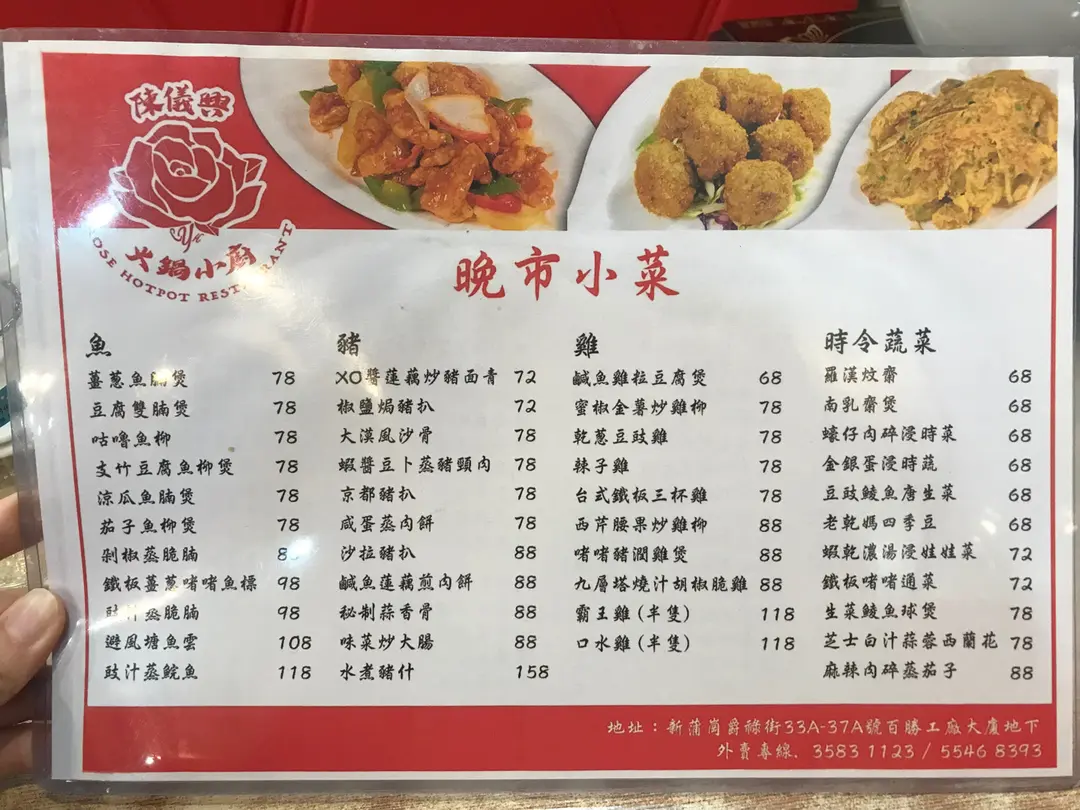 陳儀興
火鍋小廚
ROSE HOTPOT RESTAURANT
晚市小菜
魚
薑蔥魚腩煲 78
豆腐雙腩煲 78
咕嚕魚柳 78
支竹豆腐魚柳煲 78
涼瓜魚腩煲 78
茄子魚柳煲 78
剁椒蒸脆腩
鐵板薑蔥啫啫魚標 98
豉汁蒸脆腩 98
避風塘魚雲 108
豉汁蒸鯇魚 118
豬
XO醬蓮藕炒豬面青 72
椒鹽焗豬扒 72
大漠風沙骨 78
蝦醬豆卜蒸豬頸肉 78
京都豬扒 78
咸蛋蒸肉餅 78
沙拉豬扒 88
鹹魚蓮藕煎肉餅 88
秘制蒜香骨 88
味菜炒大腸 88
水煮豬什 158
雞
鹹魚雞粒豆腐煲 68
蜜椒金薯炒雞柳 78
乾蔥豆豉雞 78
辣子雞 78
台式鐵板三杯雞 78
西芹腰果炒雞柳 88
啫啫豬潤雞煲 88
九層塔燒汁胡椒脆雞 88
霸王雞(半隻) 118
口水雞(半隻) 118
時令蔬菜
羅漢炆齋 68
南乳齋煲 68
蠔仔肉碎浸時菜 68
金銀蛋浸時蔬 68
豆豉鯪魚唐生菜 68
老乾媽四季豆 68
蝦乾濃湯浸娃娃菜 72
鐵板啫啫通菜 72
生菜鯪魚球煲 78
芝士白汁蒜蓉西蘭花 78
麻辣肉碎蒸茄子 88
地址：新蒲崗爵祿街33A-37A號百勝工廠大廈地下
外賣專線、3583 1123 / 5546 8393